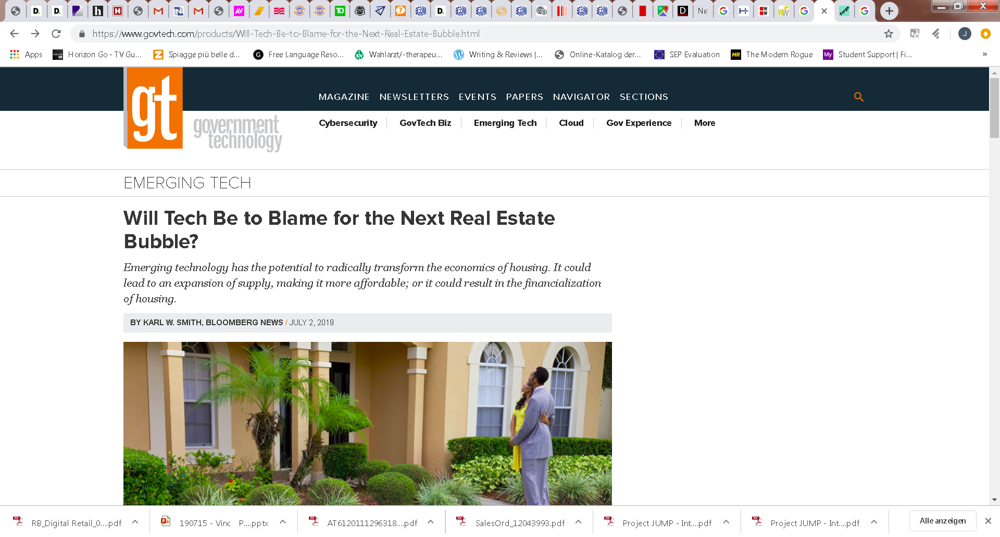 Ne
https://www.govtech.com/products/Will-Tech-Be-to-Blame-for-the-Next-Real-Estate-Bubble.html
J
Apps
Horizon Go - TV Gu...
Spiagge più belle d...
Free Language Reso...
Wahlarzt/-therapeu...
Writing & Reviews |...
Online-Katalog der...
SEP Evaluation
The Modern Rogue
Student Support | Fi...
»
gt
government
technology
MAGAZINE NEWSLETTERS EVENTS PAPERS NAVIGATOR SECTIONS
Cybersecurity GovTech Biz Emerging Tech Cloud Gov Experience More
EMERGING TECH
Will Tech Be to Blame for the Next Real Estate
Bubble?
Emerging technology has the potential to radically transform the economics of housing. It could
lead to an expansion of supply, making it more affordable; or it could result in the financialization
of housing.
BY KARL W. SMITH, BLOOMBERG NEWS / JULY 2, 2019
RB_Digital Retail_0....pdf
190715 - Vinc P....pptx
AT6120111296318....pdf
SalesOrd_12043993.pdf
Project JUMP - Int....pdf
Project JUMP - Int....pdf
Alle anzeigen